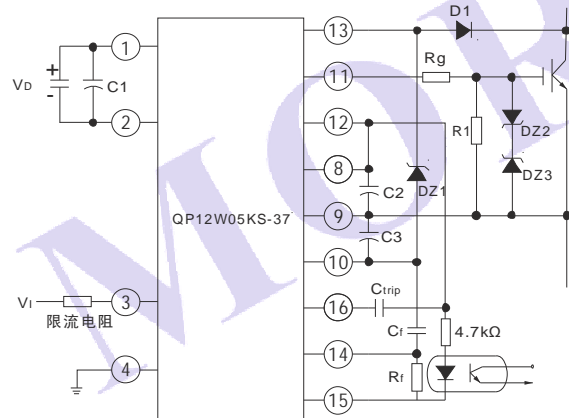 13
D1
1
+
VD
-
C1
11
Rg
12
2
R1
DZ2
8
DZ3
C2
DZ1
QP12W05KS-37
9
C3
10
VI
3
限流电阻
16
Ctrip
Cf
4.7kΩ
4
14
Rf
15
MOR